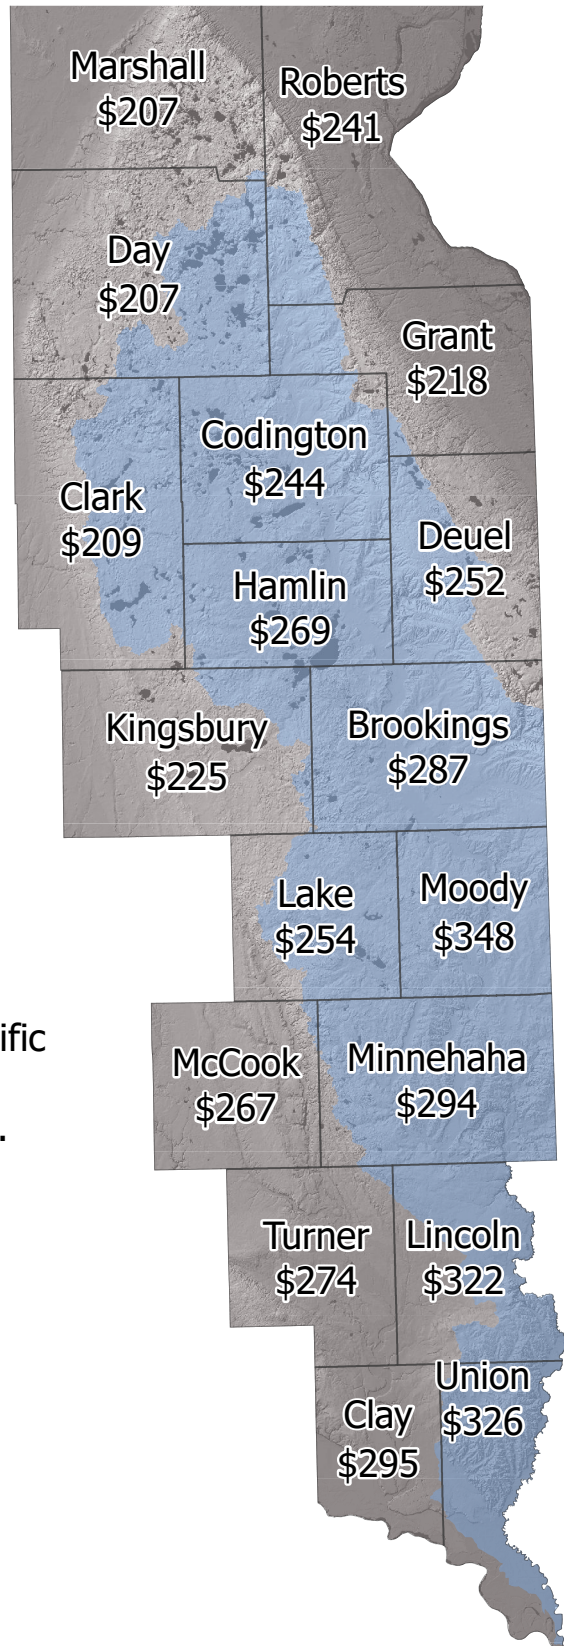 Marshall
$207
Roberts
$241
Day
$207
Grant
$218
Codington
$244
Clark
$209
Deuel
$252
Hamlin
$269
Kingsbury
$225
Brookings
$287
Lake
$254
Moody
$348
ific
McCook
$267
Minnehaha
$294
.
Turner
$274
Lincoln
$322
Union
$326
Clay
$295